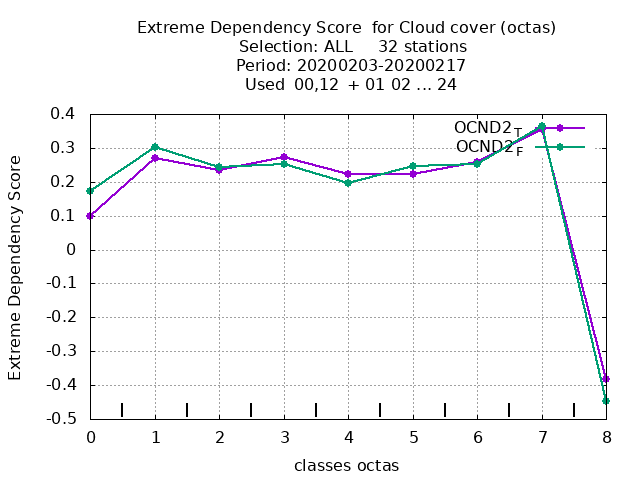 Extreme Dependency Score  for Cloud cover (octas)
Selection: ALL     32 stations
Period: 20200203-20200217
Used  00,12  + 01 02 ... 24
OCND2T
OCND2F
Extreme Dependency Score
0.4
0.3
0.2
0.1
0
-0.1
-0.2
-0.3
-0.4
-0.5
0 1 2 3 4 5 6 7 8
classes octas